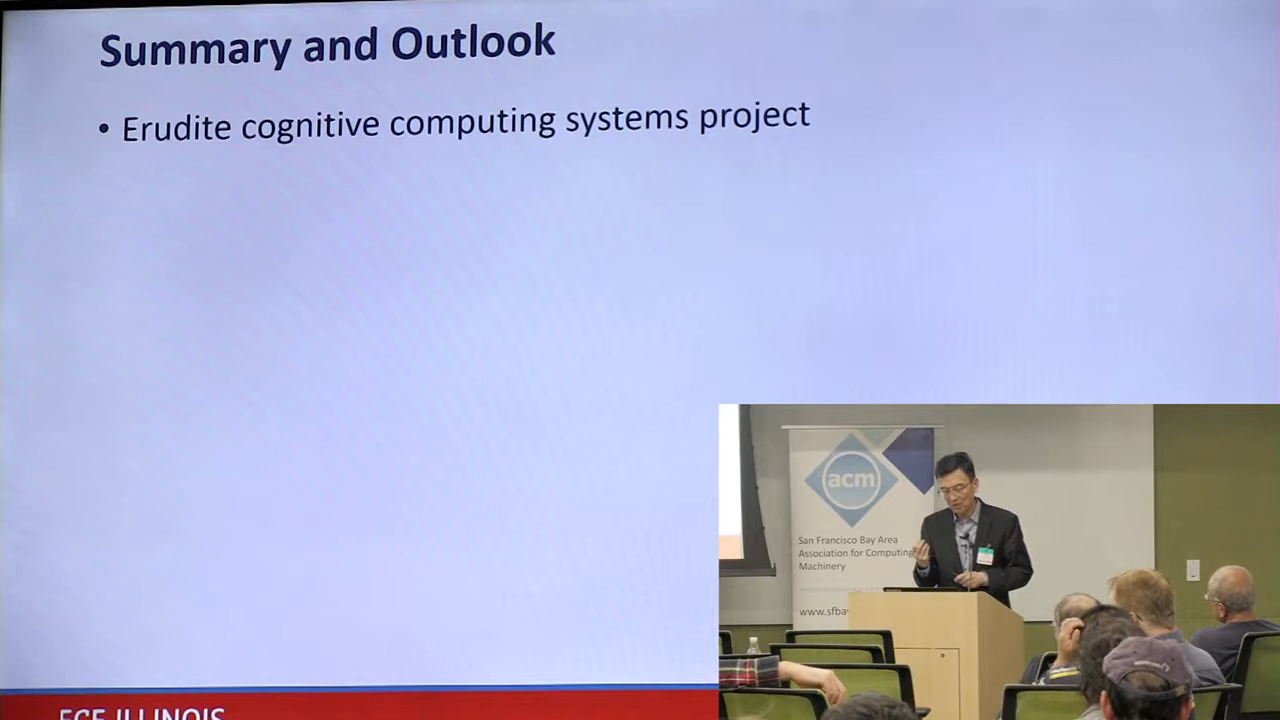 Summary and Outlook
• Erudite cognitive computing systems project
acm
San Francisco Bay Area
Association for Computing
Machinery
www.sfba
ECE ILLINOIS